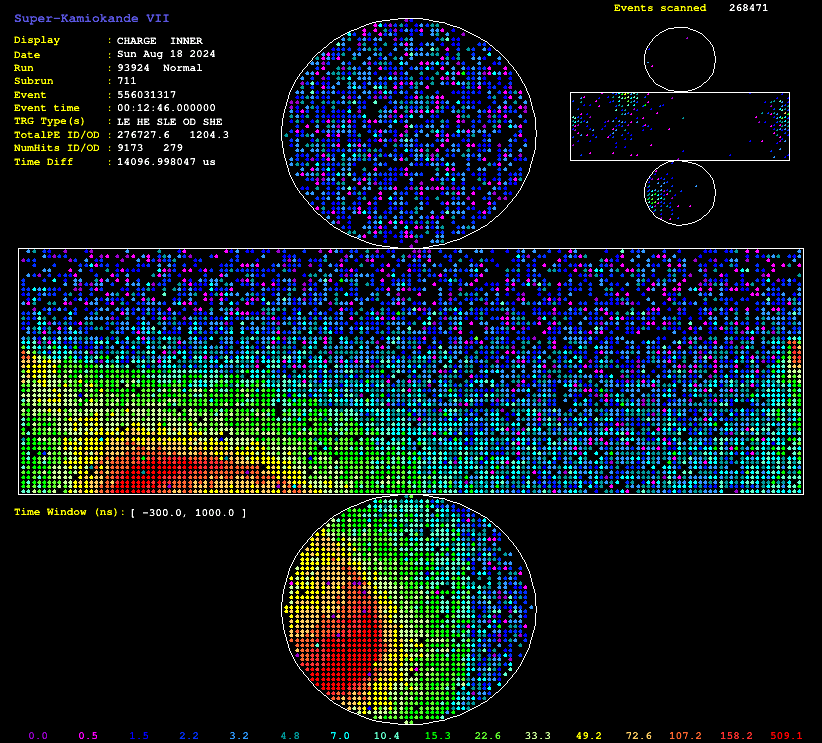 Super-Kamiokande VII
Events scanned 268471
Display : CHARGE INNER
Date : Sun Aug 18 2024
Run : 93924 Normal
Subrun : 711
Event : 556031317
Event time : 00:12:46.000000
TRG Type(s) : LE HE SLE OD SHE
TotalPE ID/OD : 276727.6 1204.3
NumHits ID/OD : 9173 279
Time Diff : 14096.998047 us
Time Window (ns): [ -300.0, 1000.0 ]
0.0 0.5 1.5 2.2 3.2 4.8 7.0 10.4 15.3 22.6 33.3 49.2 72.6 107.2 158.2 509.1